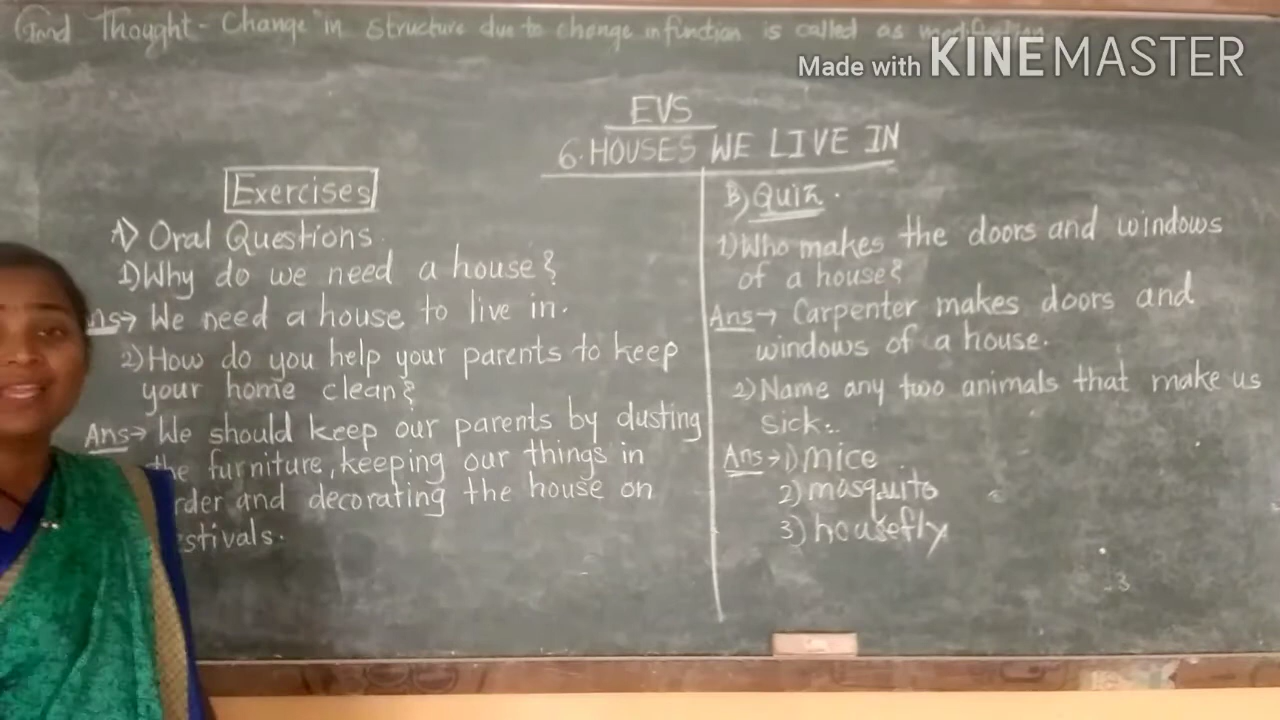 Good Thought - Change in structure due to change in function is called as modification
Made with KINEMASTER
EVS
6. HOUSES WE LIVE IN
Exercises
A) Oral Questions.
1) Why do we need a house?
Ans → We need a house to live in.
2) How do you help your parents to keep
your home clean?
Ans → We should keep our parents by dusting
the furniture, keeping our things in
rder and decorating the house on
stivals.
B) Quiz.
1) Who makes the doors and windows
of a house?
Ans → Carpenter makes doors and
windows of a house.
2) Name any two animals that make us
sick..
Ans → 1) mice
2) mosquito
3) housefly